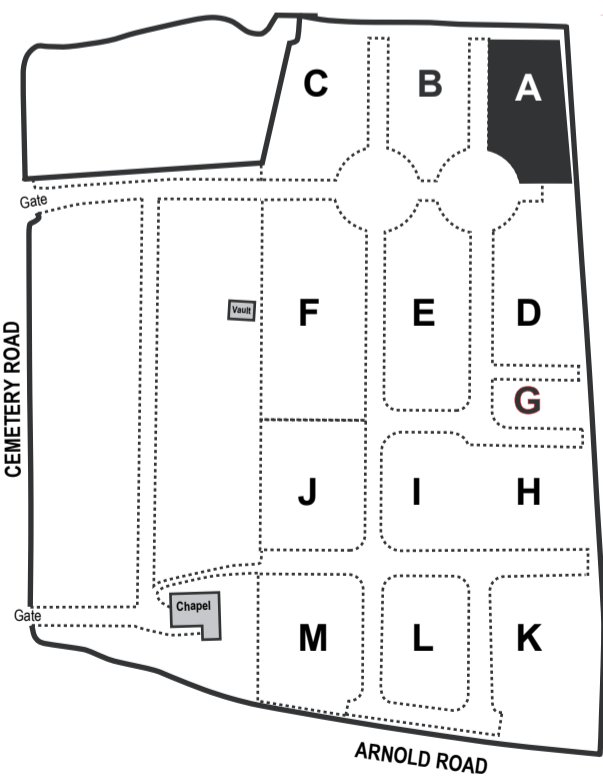 C
B
A
Gate
Vault
F
E
D
G
CEMETERY ROAD
J
I
H
Chapel
Gate
M
L
K
ARNOLD ROAD